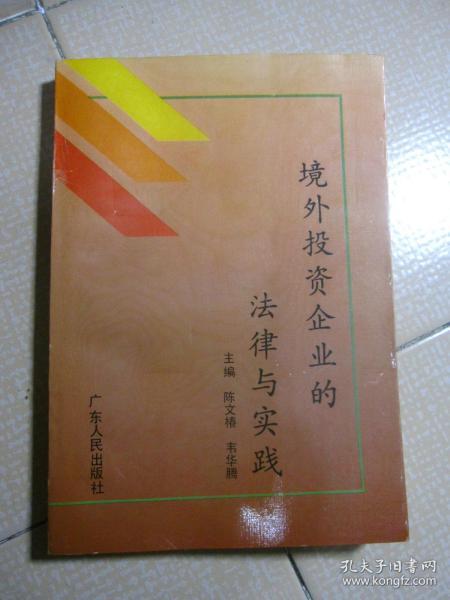 境外投资企业的
法律与实践
主编 陈文椿 韦华腾
广东人民出版社
孔夫子旧书网
www.kongfz.com